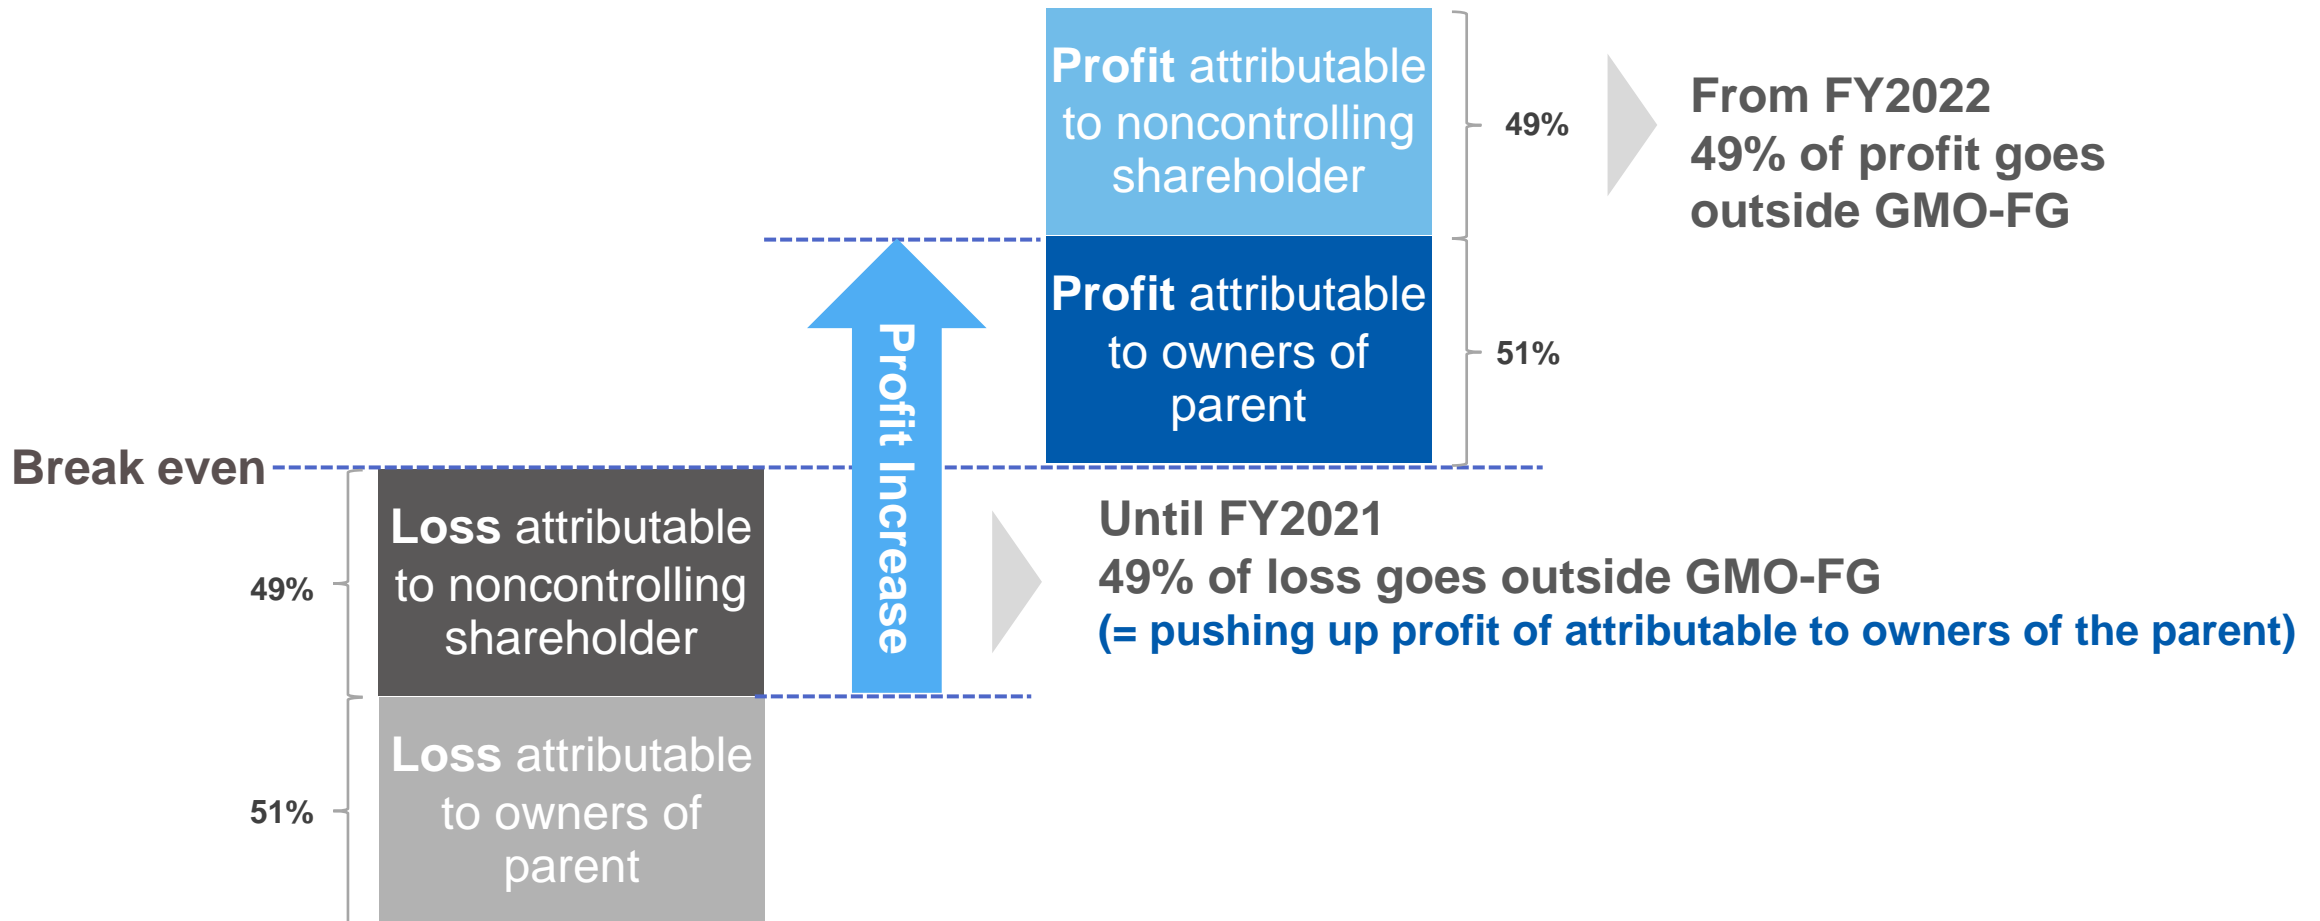 Profit attributable
to noncontrolling
shareholder
49%
From FY2022
49% of profit goes
outside GMO-FG
Profit attributable
to owners of
parent
51%
Profit Increase
Break even
Loss attributable
to noncontrolling
shareholder
49%
Until FY2021
49% of loss goes outside GMO-FG
(= pushing up profit of attributable to owners of the parent)
Loss attributable
to owners of
parent
51%